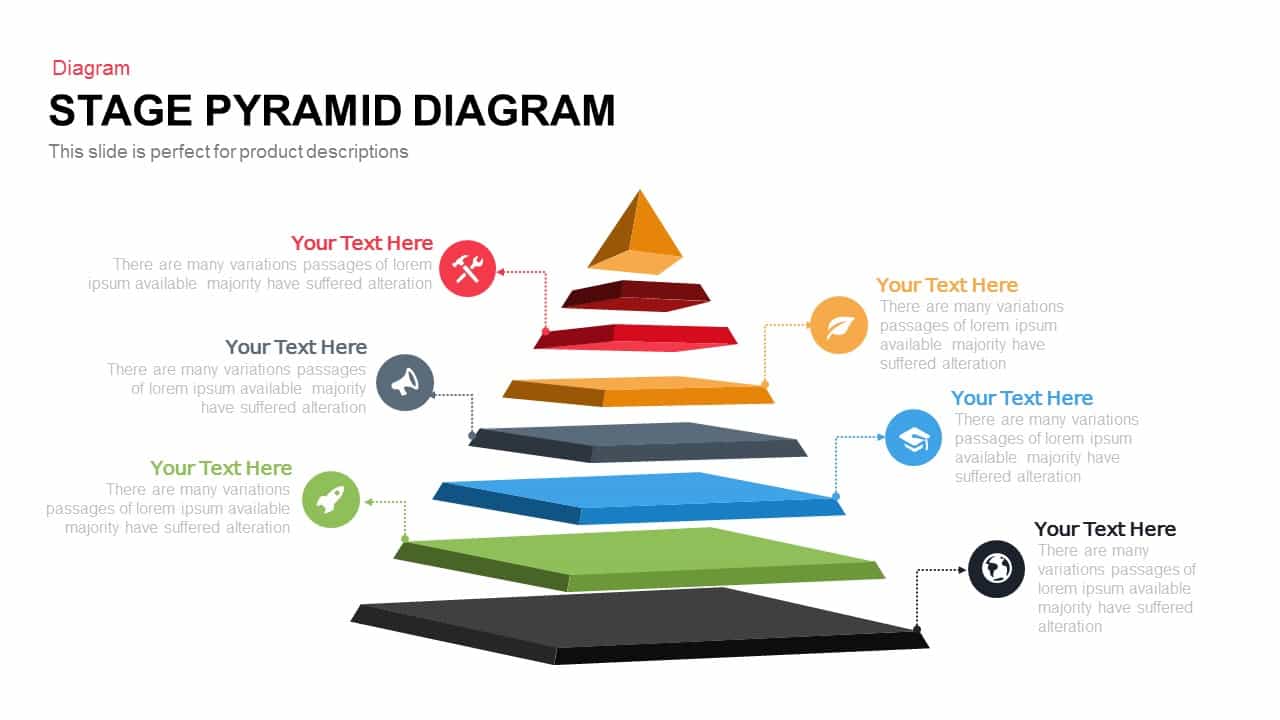 Diagram
STAGE PYRAMID DIAGRAM
This slide is perfect for product descriptions
Your Text Here
There are many variations passages of lorem
ipsum available majority have suffered alteration
Your Text Here
There are many variations
passages of lorem ipsum
available majority have
suffered alteration
Your Text Here
There are many variations passages
of lorem ipsum available majority
have suffered alteration
Your Text Here
There are many variations
passages of lorem ipsum
available majority have
suffered alteration
Your Text Here
There are many variations
passages of lorem ipsum available
majority have suffered alteration
Your Text Here
There are many
variations passages of
lorem ipsum available
majority have suffered
alteration